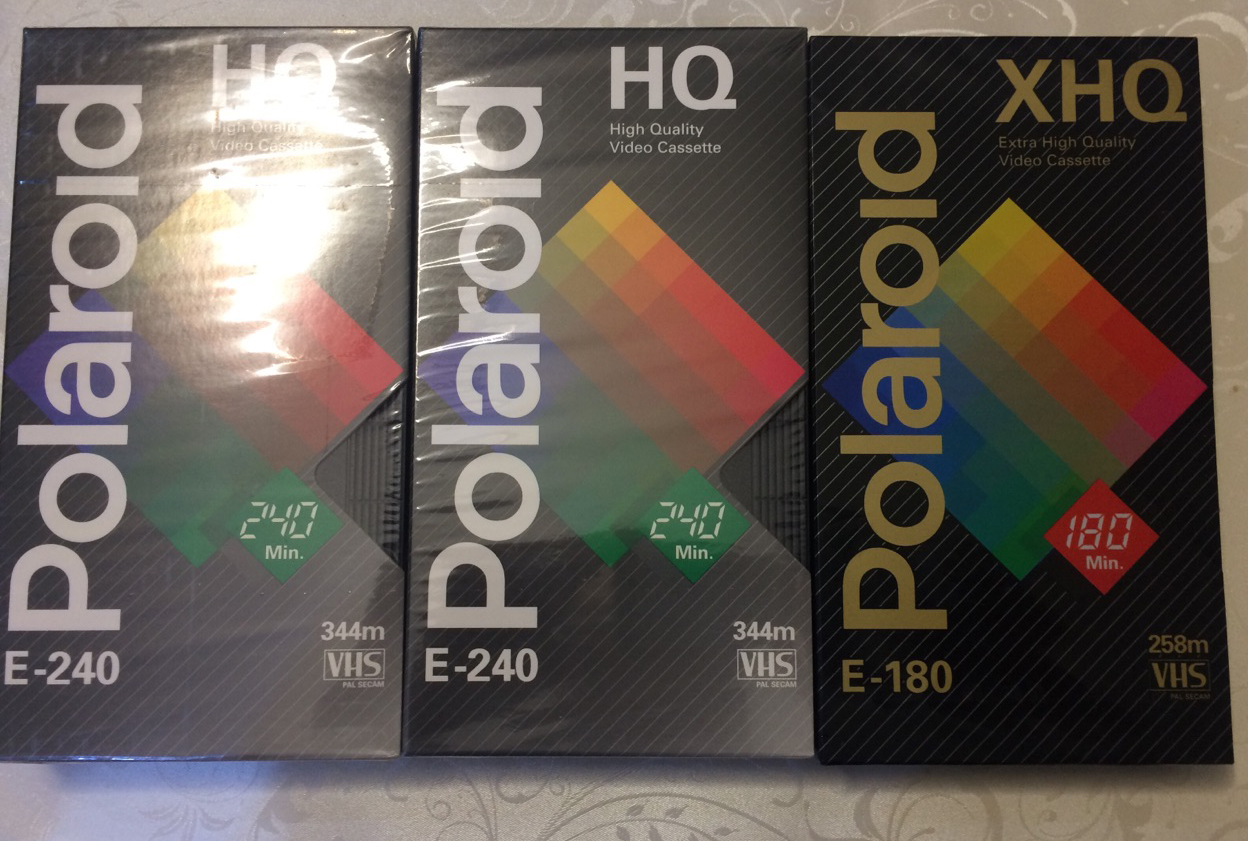 HQ
High Quality
Video Cassette
Polaroid
240
Min.
344m
VHS
PAL SECAM
E-240
HQ
High Quality
Video Cassette
Polaroid
240
Min.
344m
VHS
PAL SECAM
E-240
XHQ
Extra High Quality
Video Cassette
Polaroid
180
Min.
258m
VHS
PAL SECAM
E-180